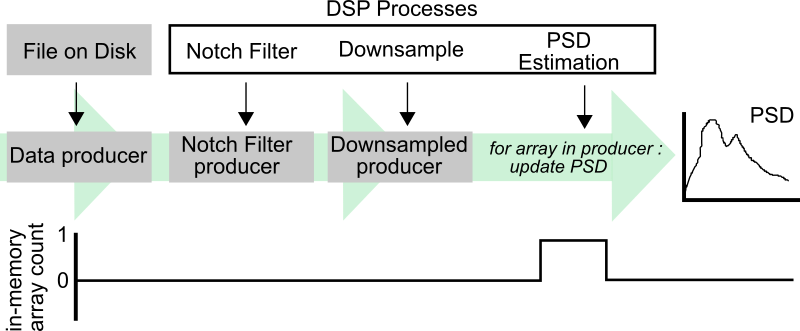 DSP Processes
File on Disk
Notch Filter
Downsample
PSD
Estimation
Data producer
Notch Filter
producer
Downsampled
producer
for array in producer :
update PSD
PSD
in-memory
array count
1
0